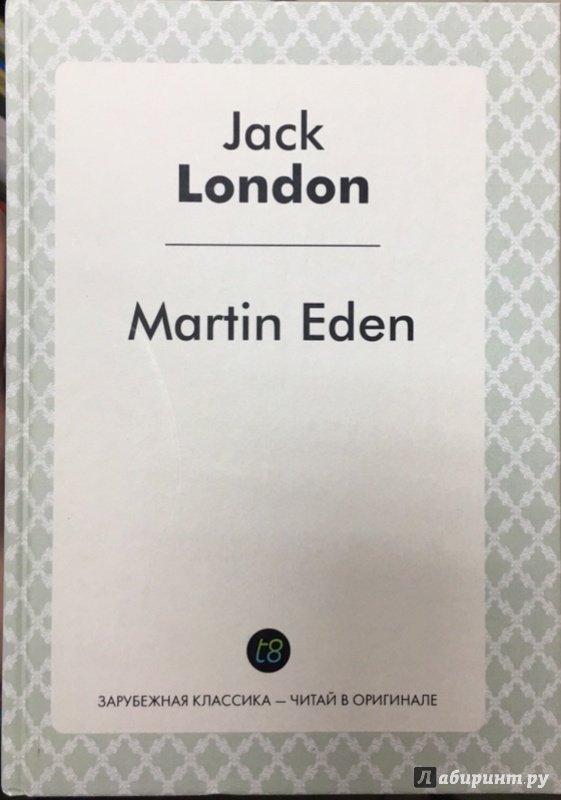 Jack
London
Martin Eden
t8
ЗАРУБЕЖНАЯ КЛАССИКА — ЧИТАЙ В ОРИГИНАЛЕ
Лабиринт.ру